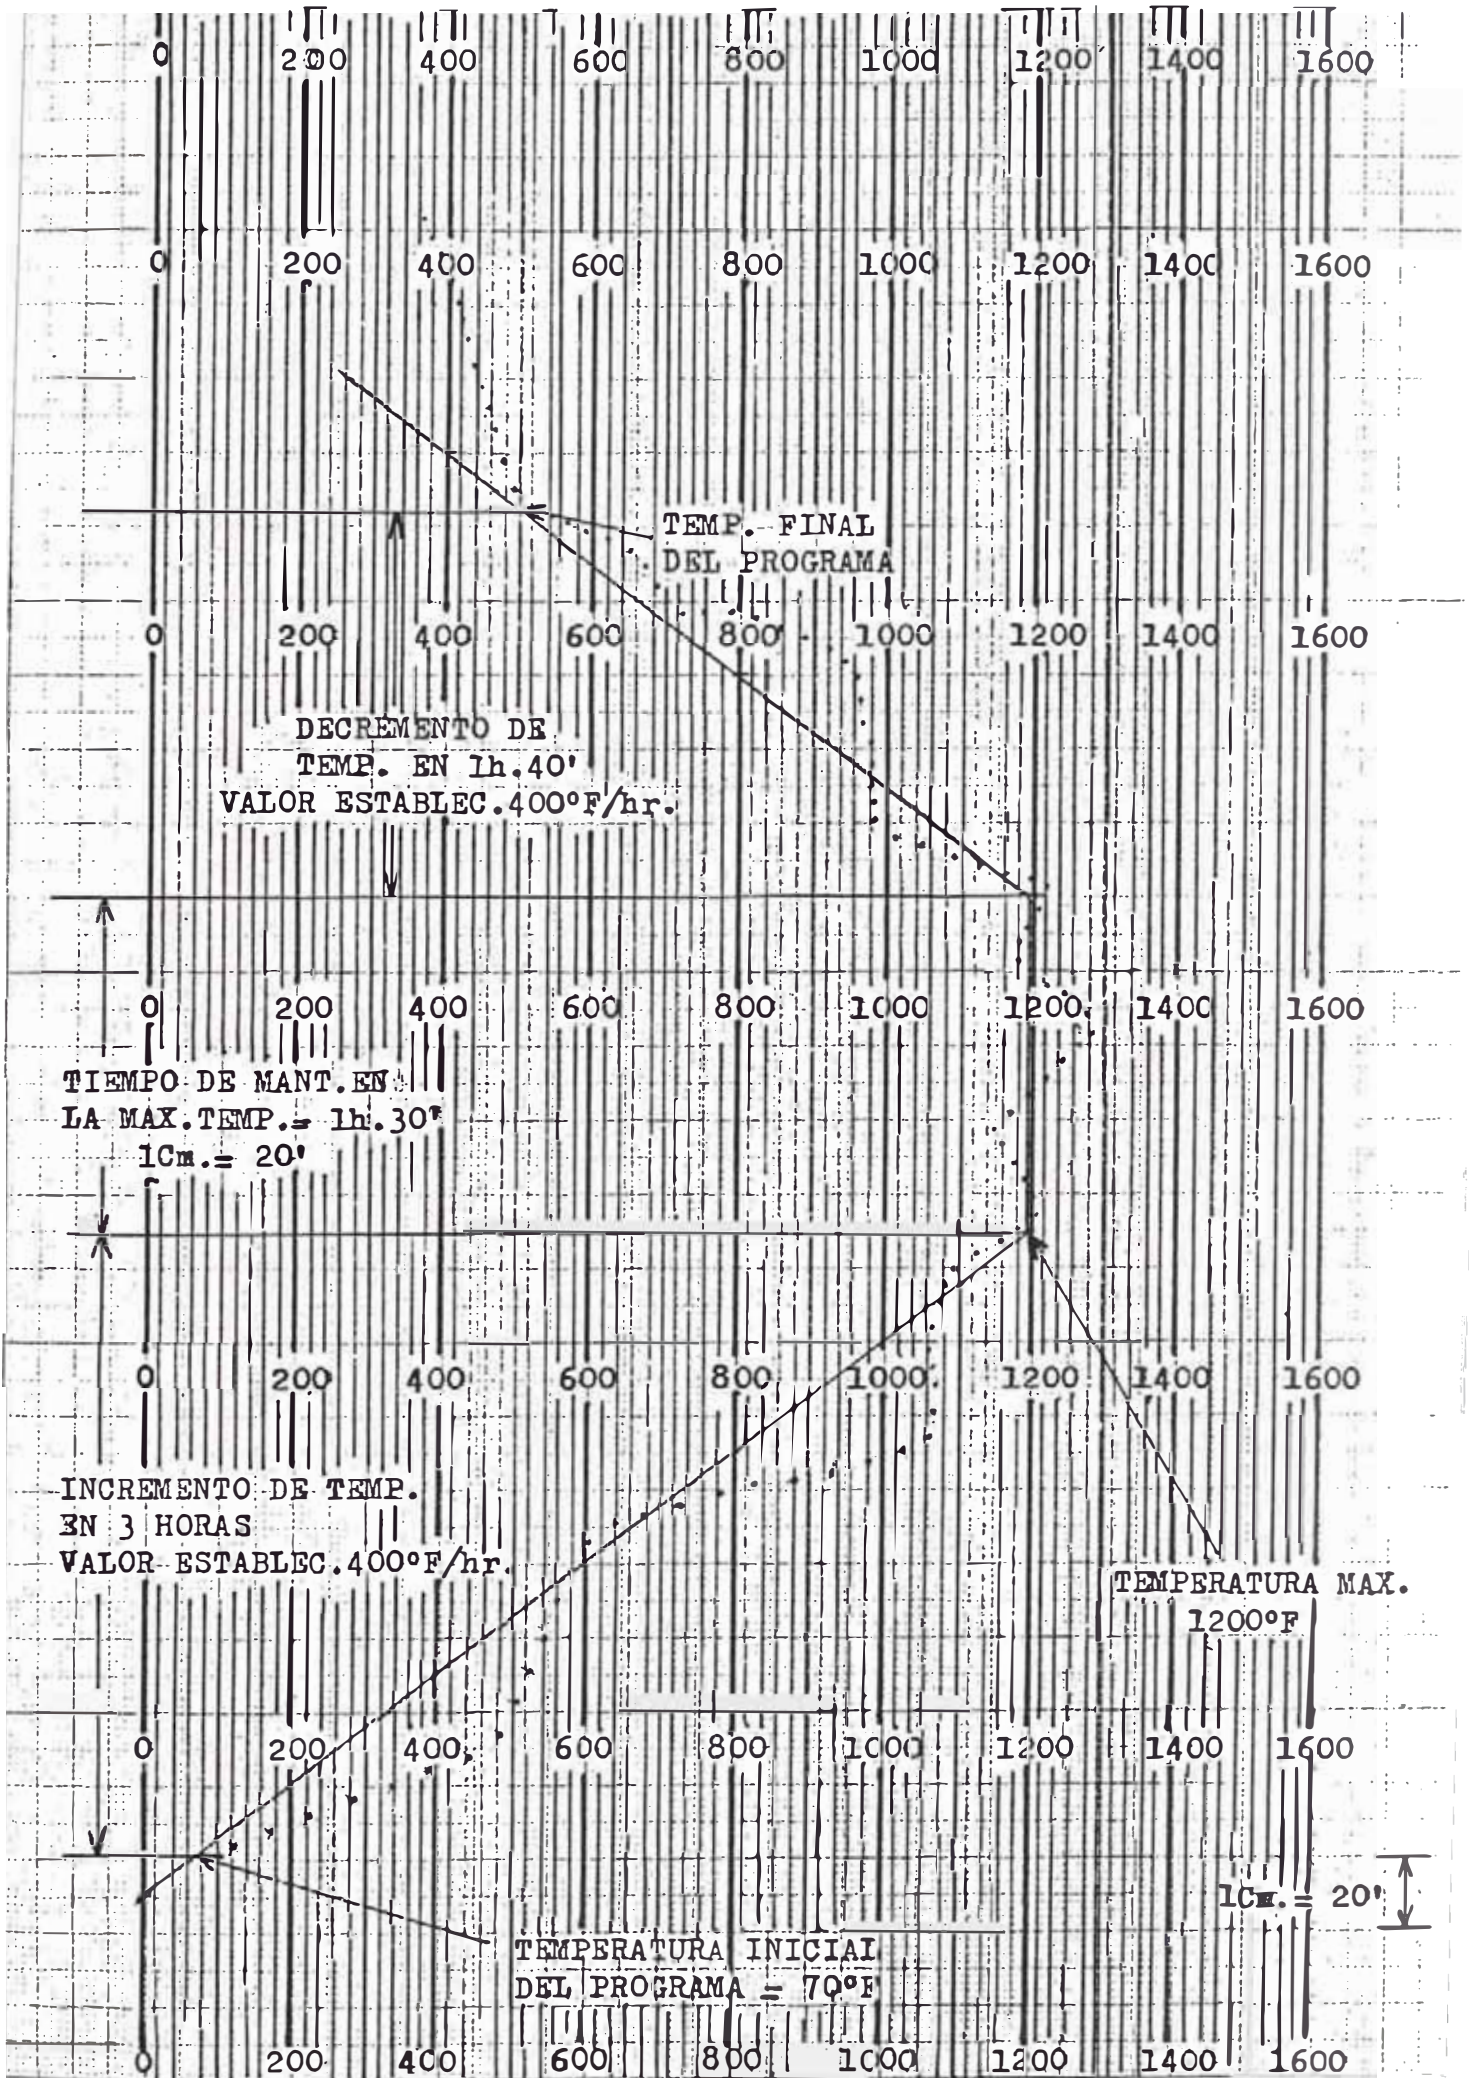 0 200 400 600 800 1000 1200 1400 1600
0 200 400 600 800 1000 1200 1400 1600
TEMP. FINAL
DEL PROGRAMA
0 200 400 600 800 1000 1200 1400 1600
DECREMENTO DE
TEMP. EN 1h.40'
VALOR ESTABLEC.400ºF/hr.
0 200 400 600 800 1000 1200 1400 1600
TIEMPO DE MANT.EN
LA MAX.TEMP.= 1h.30'
1Cm.= 20'
0 200 400 600 800 1000 1200 1400 1600
INCREMENTO DE TEMP.
EN 3 HORAS
VALOR ESTABLEC.400ºF/hr.
TEMPERATURA MAX.
1200ºF
0 200 400 600 800 1000 1200 1400 1600
1Cm.= 20'
TEMPERATURA INICIAL
DEL PROGRAMA = 70ºF
0 200 400 600 800 1000 1200 1400 1600